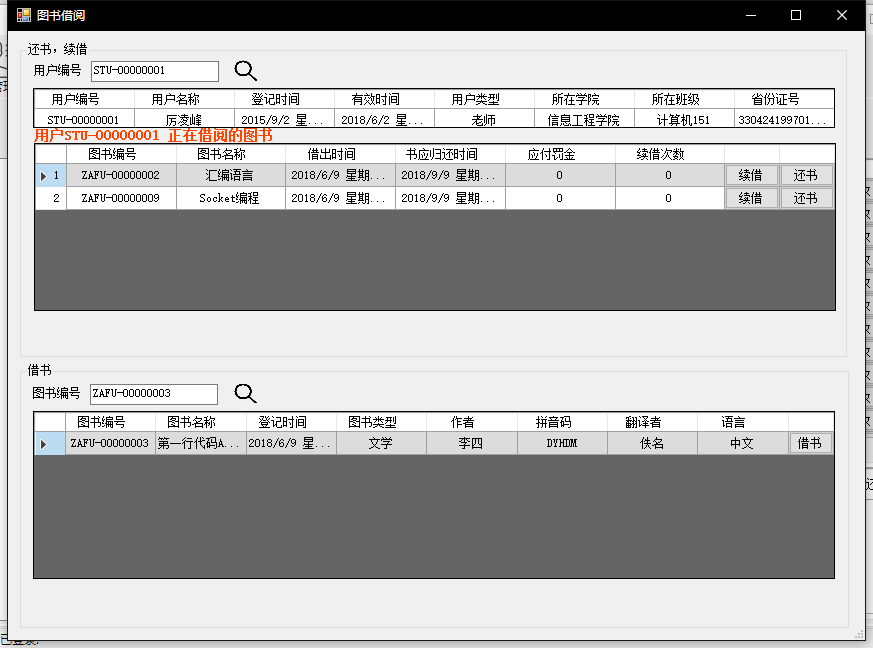 图书借阅
还书，续借
用户编号 STU-00000001
用户编号 用户名称 登记时间 有效时间 用户类型 所在学院 所在班级 省份证号
STU-00000001 厉凌峰 2015/9/2 星... 2018/6/2 星... 老师 信息工程学院 计算机151 330424199701...
用户STU-00000001 正在借阅的图书
图书编号 图书名称 借出时间 书应归还时间 应付罚金 续借次数
1 ZAFU-00000002 汇编语言 2018/6/9 星期... 2018/9/9 星期... 0 0 续借 还书
2 ZAFU-00000009 Socket编程 2018/6/9 星期... 2018/9/9 星期... 0 0 续借 还书
借书
图书编号 ZAFU-00000003
图书编号 图书名称 登记时间 图书类型 作者 拼音码 翻译者 语言
ZAFU-00000003 第一行代码A... 2018/6/9 星... 文学 李四 DYHDM 佚名 中文 借书